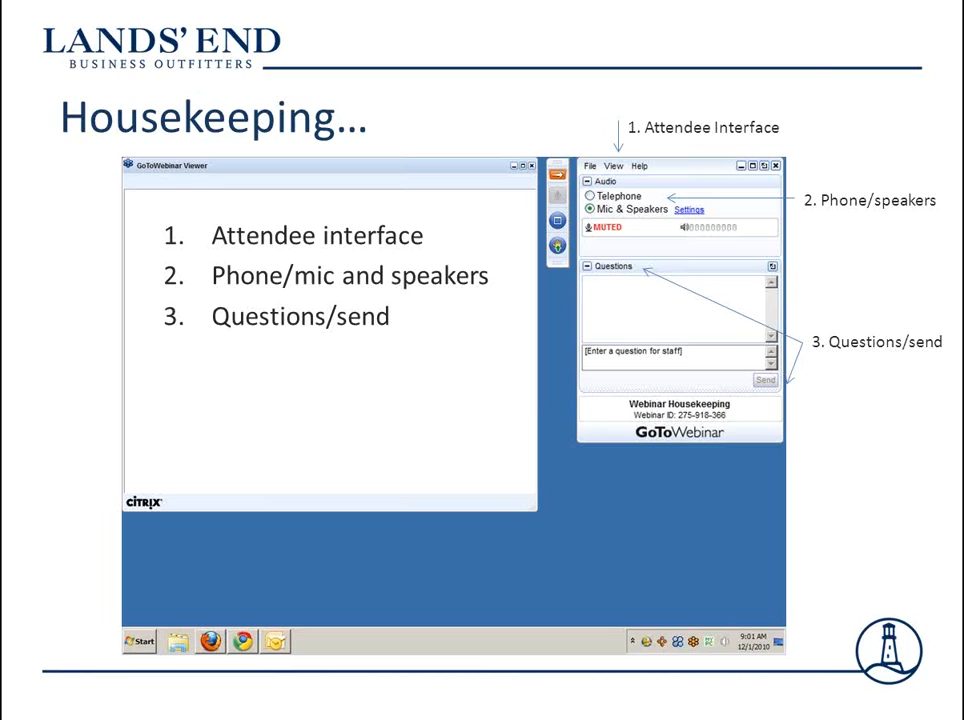 LANDS' END
BUSINESS OUTFITTERS
Housekeeping…
1. Attendee Interface
GoToWebinar Viewer
File View Help
Audio
Telephone
Mic & Speakers Settings
2. Phone/speakers
MUTED
1. Attendee interface
2. Phone/mic and speakers
3. Questions/send
Questions
3. Questions/send
[Enter a question for staff]
Send
Webinar Housekeeping
Webinar ID: 275-918-366
GoToWebinar
CITRIX
Start
9:01 AM
12/1/2010